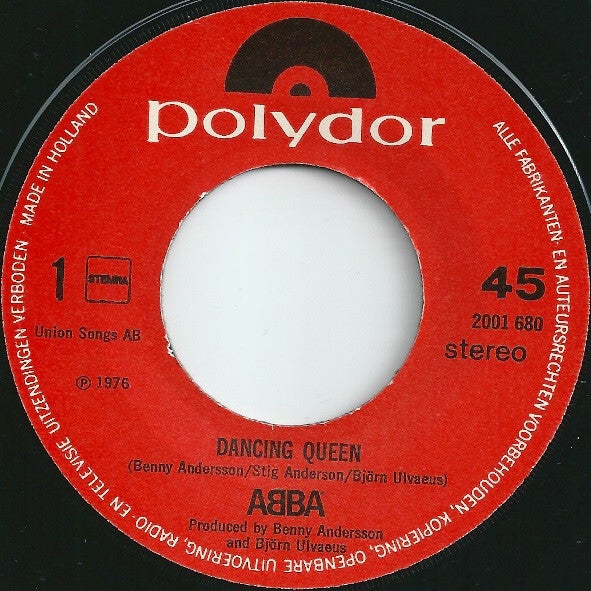 polydor
1
STEMRA
Union Songs AB
℗ 1976
45
2001 680
stereo
DANCING QUEEN
(Benny Andersson/Stig Anderson/Björn Ulvaeus)
ABBA
Produced by Benny Andersson
and Björn Ulvaeus
ALLE FABRIKANTEN- EN AUTEURSRECHTEN VOORBEHOUDEN, KOPIERING, OPENBARE UITVOERING, RADIO- EN TELEVISIE UITZENDINGEN VERBODEN · MADE IN HOLLAND